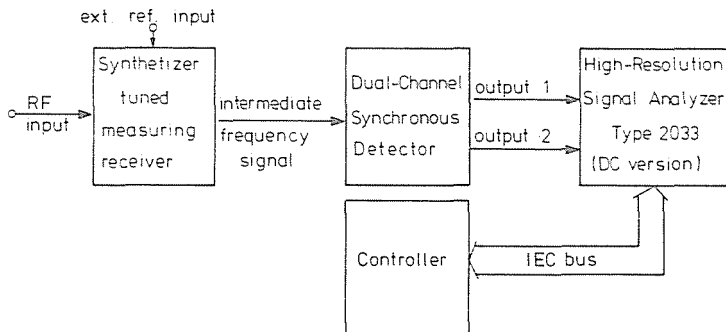 ext. ref. input
Synthetizer
tuned
measuring
receiver
RF
input
intermediate
frequency
signal
Dual-Channel
Synchronous
Detector
output 1
output 2
High-Resolution
Signal Analyzer
Type 2033
(DC version)
Controller
IEC bus